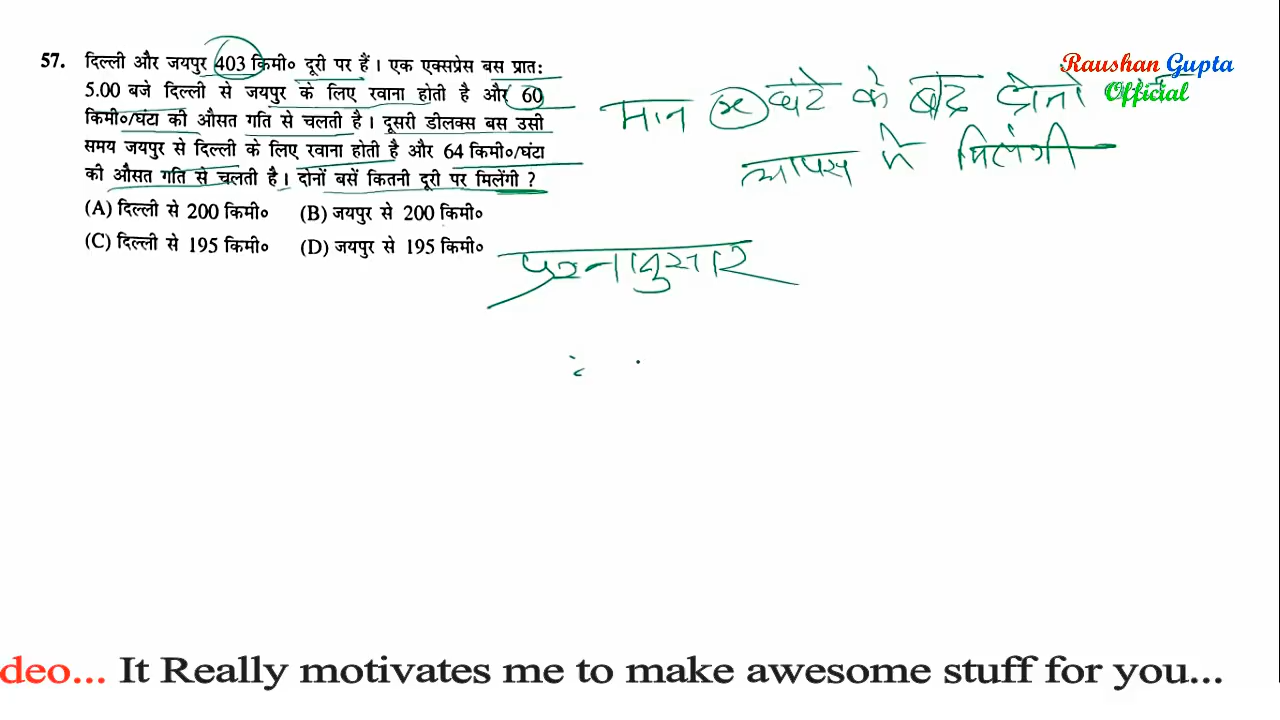 57. दिल्ली और जयपुर 403 किमी० दूरी पर हैं। एक एक्सप्रेस बस प्रातः
5.00 बजे दिल्ली से जयपुर के लिए रवाना होती है और 60
किमी०/घंटा की औसत गति से चलती है। दूसरी डीलक्स बस उसी
समय जयपुर से दिल्ली के लिए रवाना होती है और 64 किमी०/घंटा
की औसत गति से चलती है। दोनों बसें कितनी दूरी पर मिलेंगी ?
(A) दिल्ली से 200 किमी० (B) जयपुर से 200 किमी०
(C) दिल्ली से 195 किमी० (D) जयपुर से 195 किमी०
Raushan Gupta
Official
माना x घंटे के बाद दोनों
आपस में मिलेंगी
प्रश्नानुसार
deo... It Really motivates me to make awesome stuff for you...